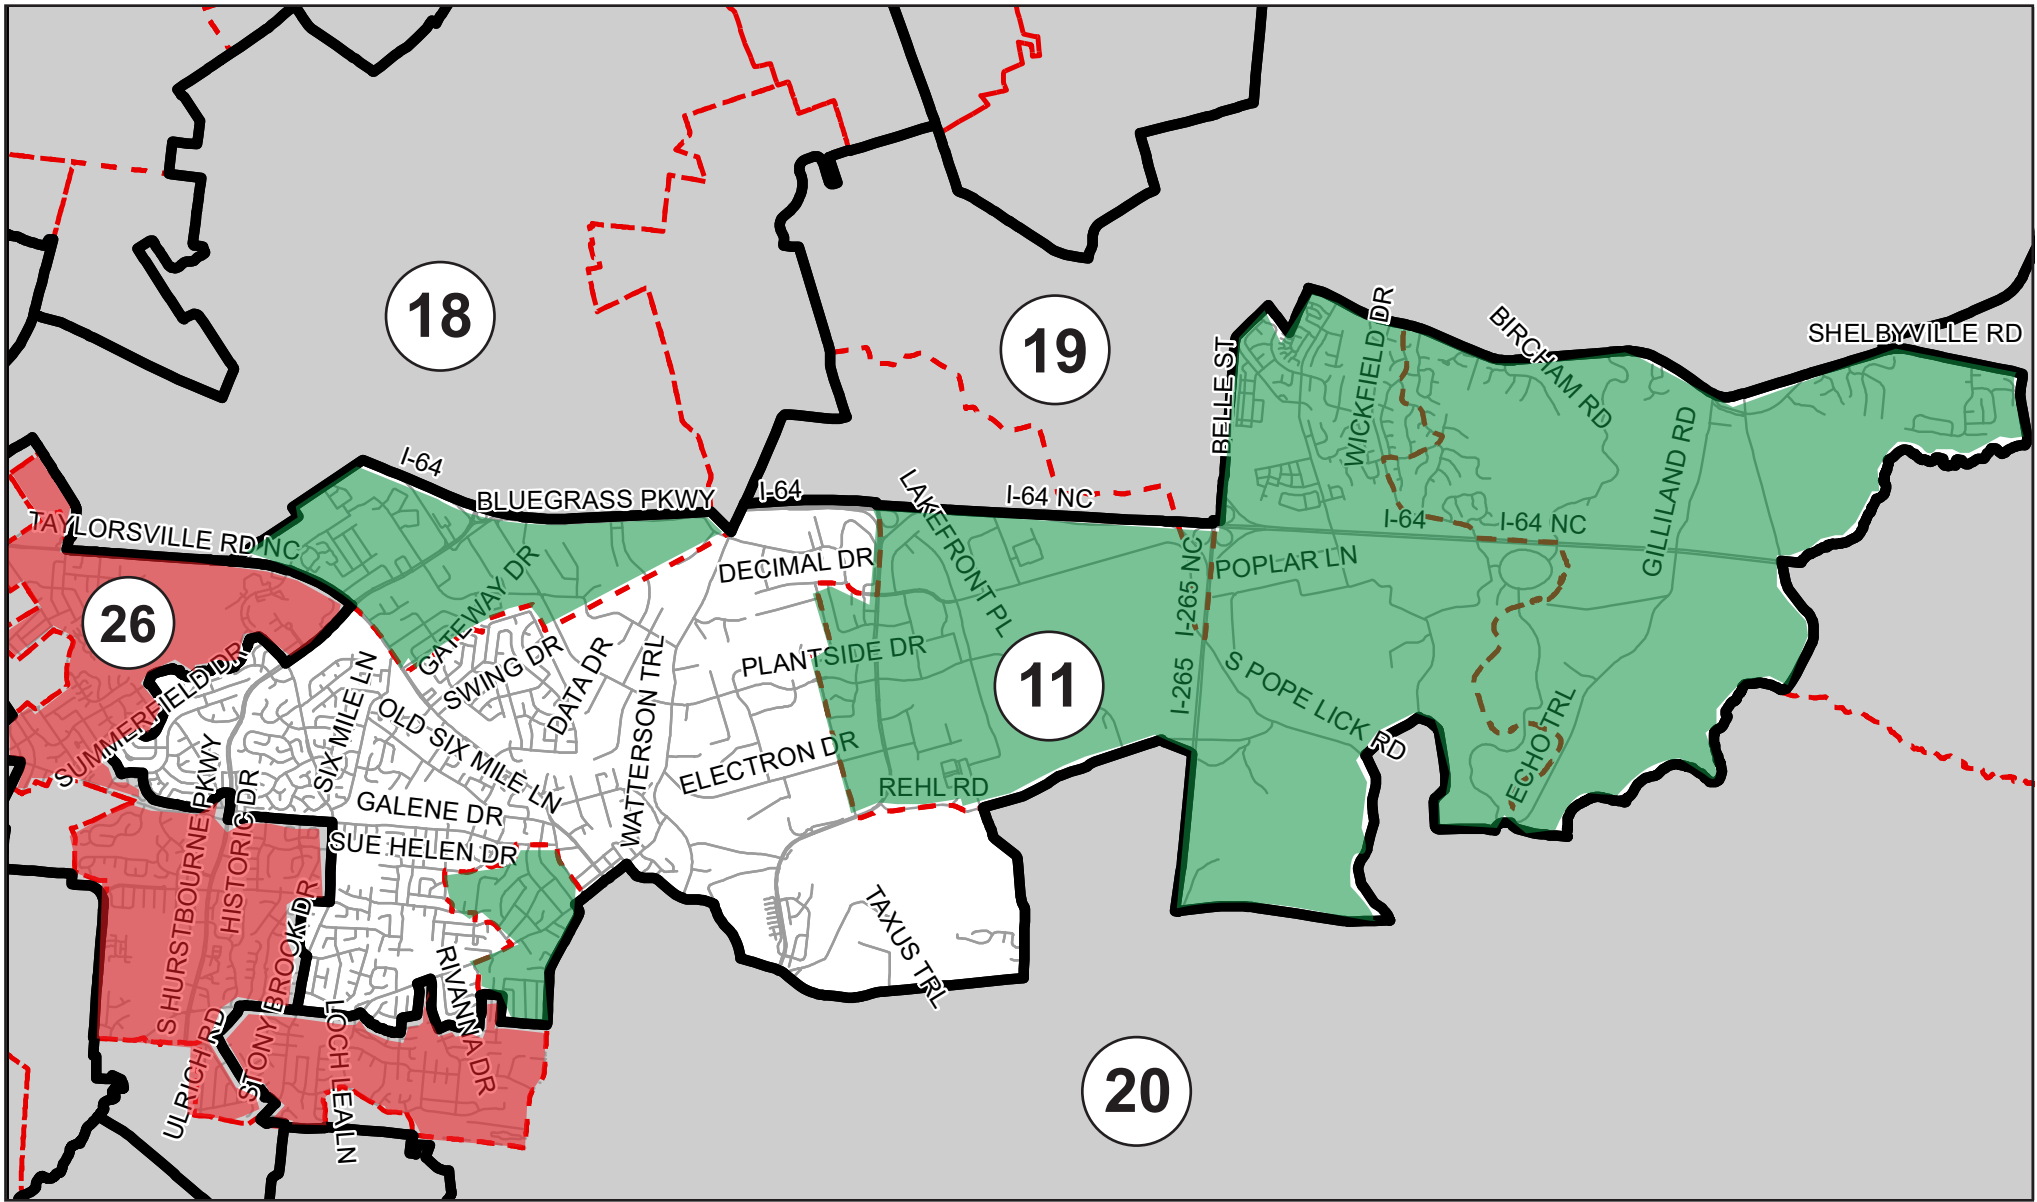 18
19
SHELBYVILLE RD
WICKFIELD DR
BIRCHAM RD
BELLE ST
GILLILAND RD
I-64
BLUEGRASS PKWY
I-64
LAKEFRONT PL
I-64 NC
I-64
I-64 NC
TAYLORSVILLE RD NC
DECIMAL DR
POPLAR LN
I-265 NC
GATEWAY DR
26
SWING DR
DATA DR
PLANTSIDE DR
11
I-265
S POPE LICK RD
SUMMERFIELD DR
SIX MILE LN
OLD SIX MILE LN
WATTERSON TRL
ELECTRON DR
REHL RD
ECHO TRL
S HURSTBOURNE PKWY
HISTORIC DR
GALENE DR
SUE HELEN DR
TAXUS TRL
STONY BROOK DR
RIVANNA DR
ULRICH RD
LOCH LEA LN
20